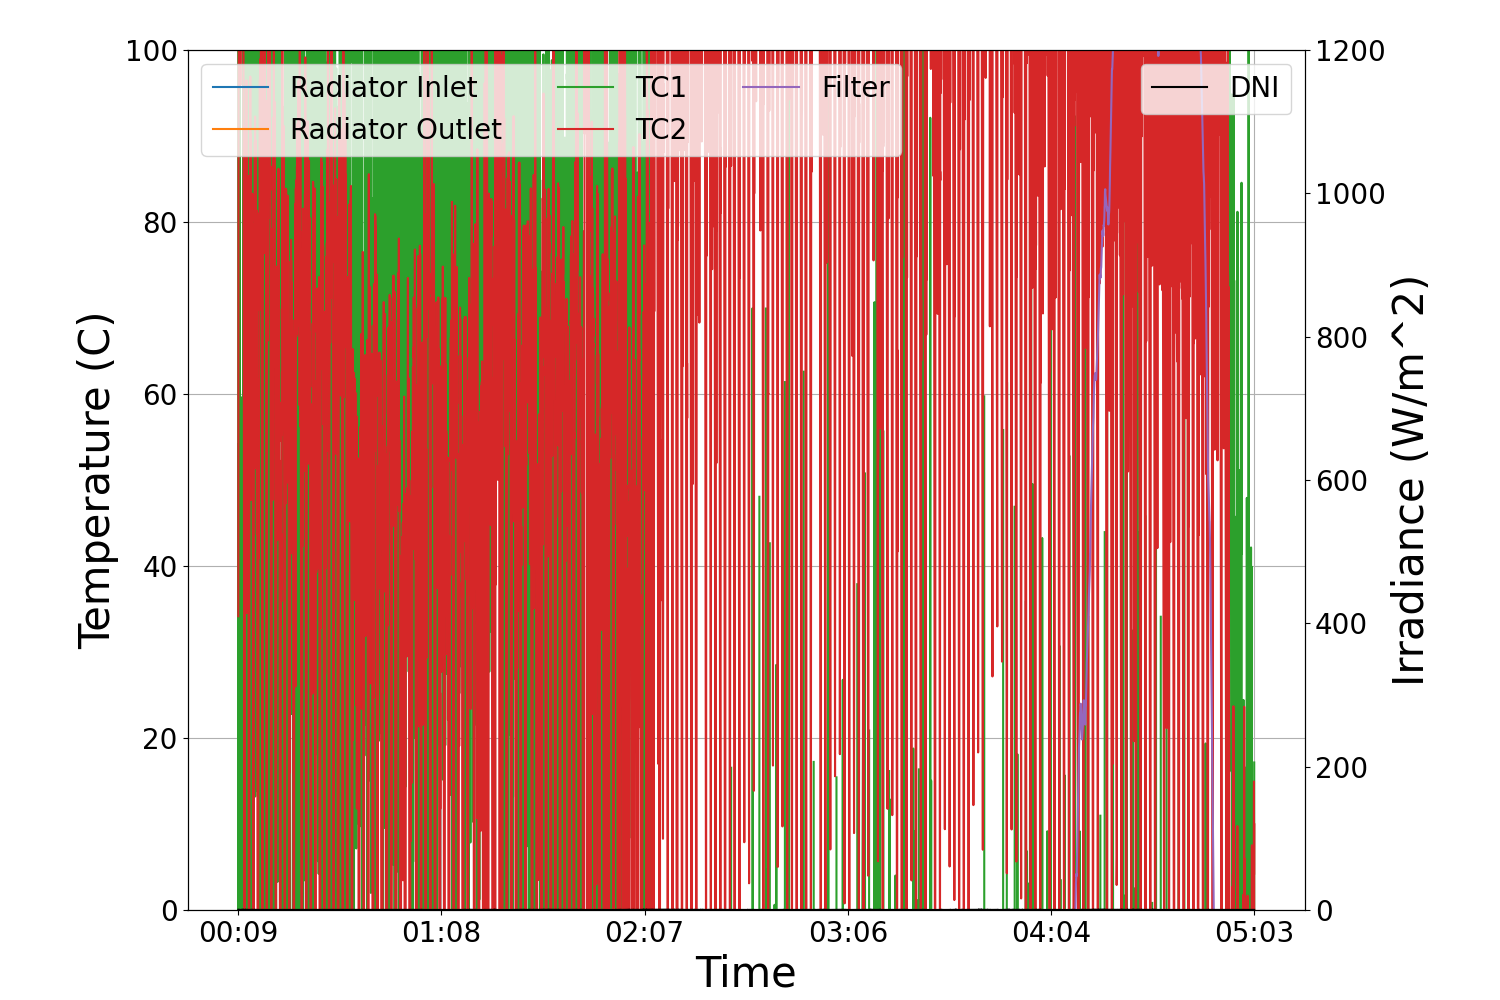 Radiator Inlet
Radiator Outlet
TC1
TC2
Filter
DNI
Temperature (C)
100
80
60
40
20
0
1200
1000
800
600
400
200
0
Irradiance (W/m^2)
00:09 01:08 02:07 03:06 04:04 05:03
Time